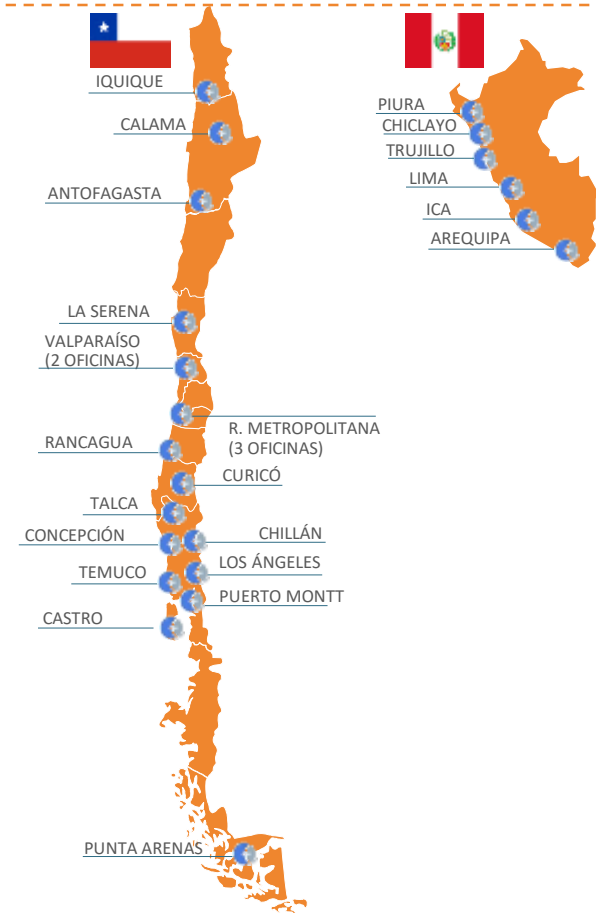 IQUIQUE
CALAMA
ANTOFAGASTA
LA SERENA
VALPARAÍSO
(2 OFICINAS)
R. METROPOLITANA
(3 OFICINAS)
RANCAGUA
CURICÓ
TALCA
CONCEPCIÓN
CHILLÁN
LOS ÁNGELES
TEMUCO
PUERTO MONTT
CASTRO
PUNTA ARENAS
PIURA
CHICLAYO
TRUJILLO
LIMA
ICA
AREQUIPA